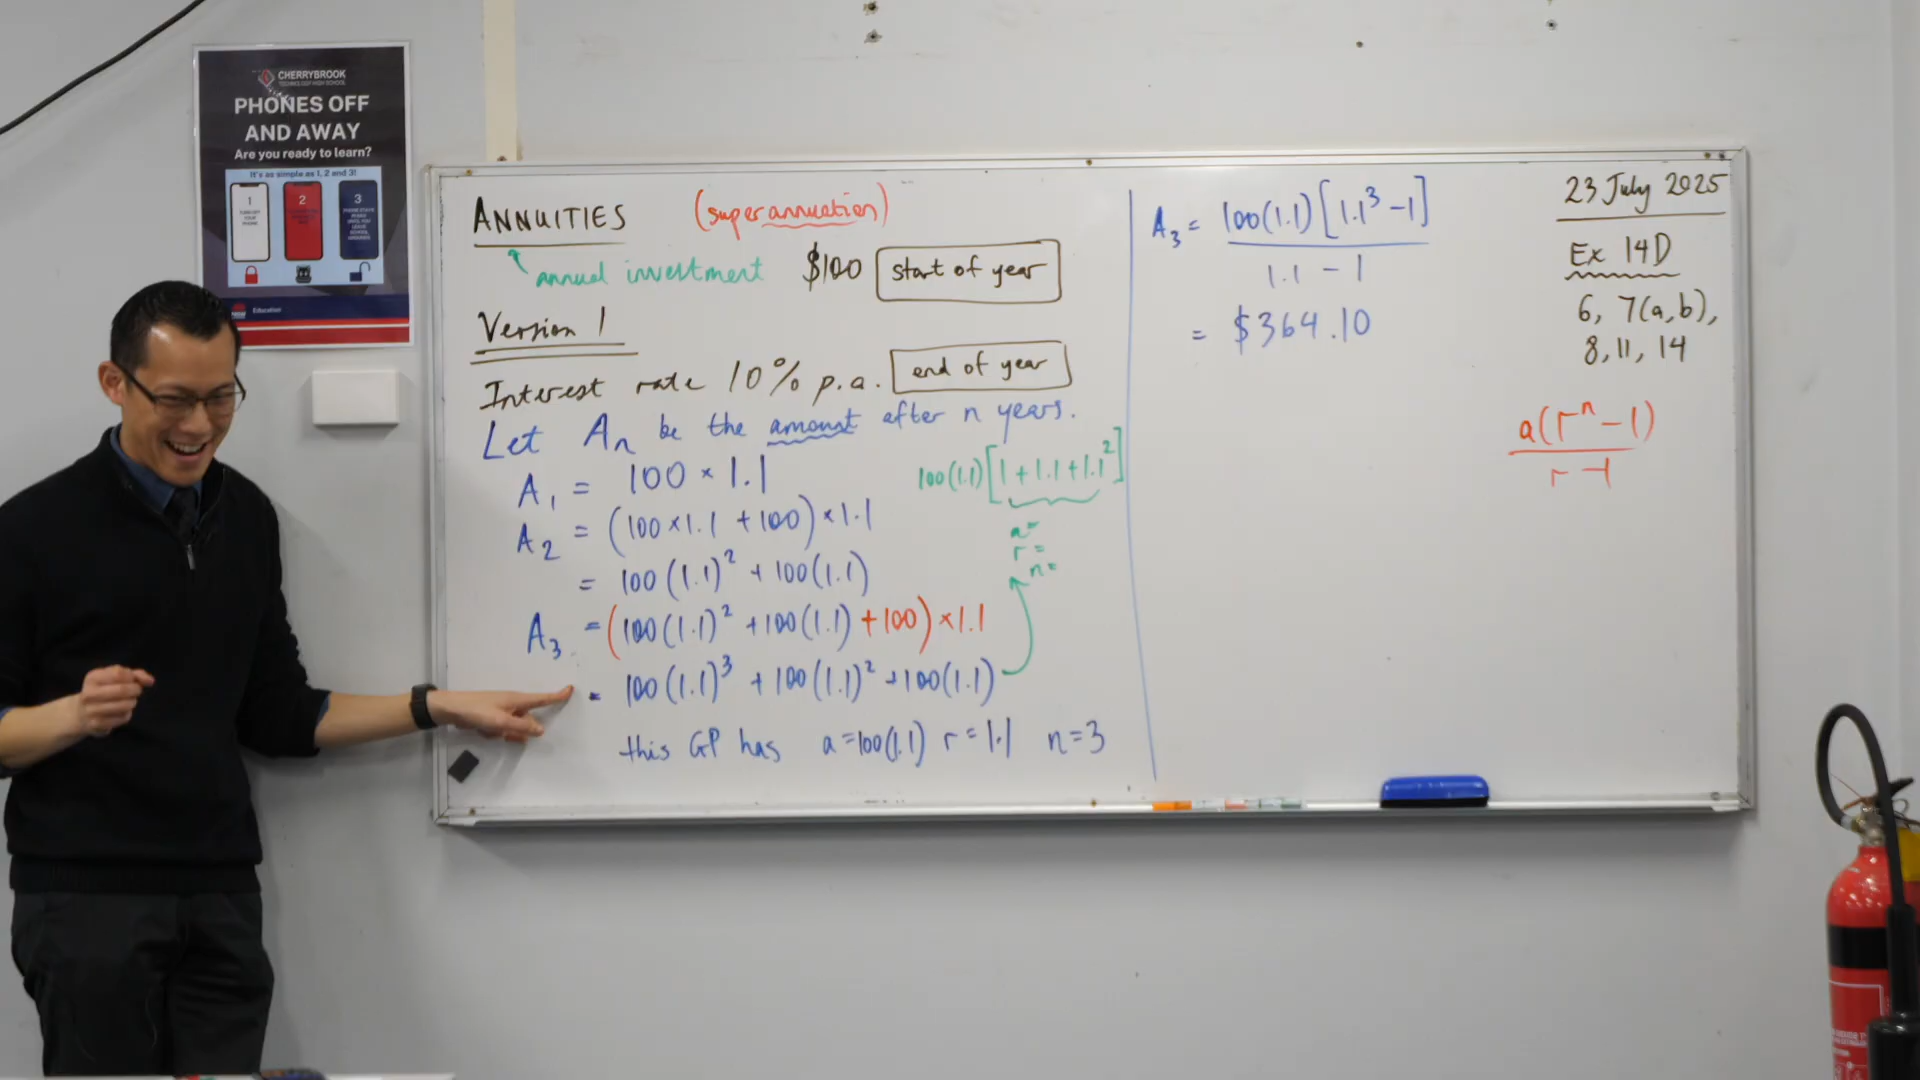 CHERRYBROOK
TECHNOLOGY HIGH SCHOOL
PHONES OFF
AND AWAY
Are you ready to learn?
It's as simple as 1, 2 and 3!
1
2
3
Education
ANNUITIES (superannuation)
annual investment $100 start of year
Version 1
Interest rate 10% p.a. end of year
Let Aₙ be the amount after n years.
A₁ = 100 × 1.1
A₂ = (100 × 1.1 + 100) × 1.1
= 100(1.1)² + 100(1.1)
A₃ = (100(1.1)² + 100(1.1) + 100) × 1.1
= 100(1.1)³ + 100(1.1)² + 100(1.1)
this GP has a = 100(1.1) r = 1.1 n = 3
100(1.1)[1 + 1.1 + 1.1²]
a =
r =
n =
A₃ = 100(1.1)[1.1³ − 1]
1.1 − 1
= $364.10
23 July 2025
Ex 14D
6, 7(a,b),
8, 11, 14
a(rⁿ − 1)
r − 1